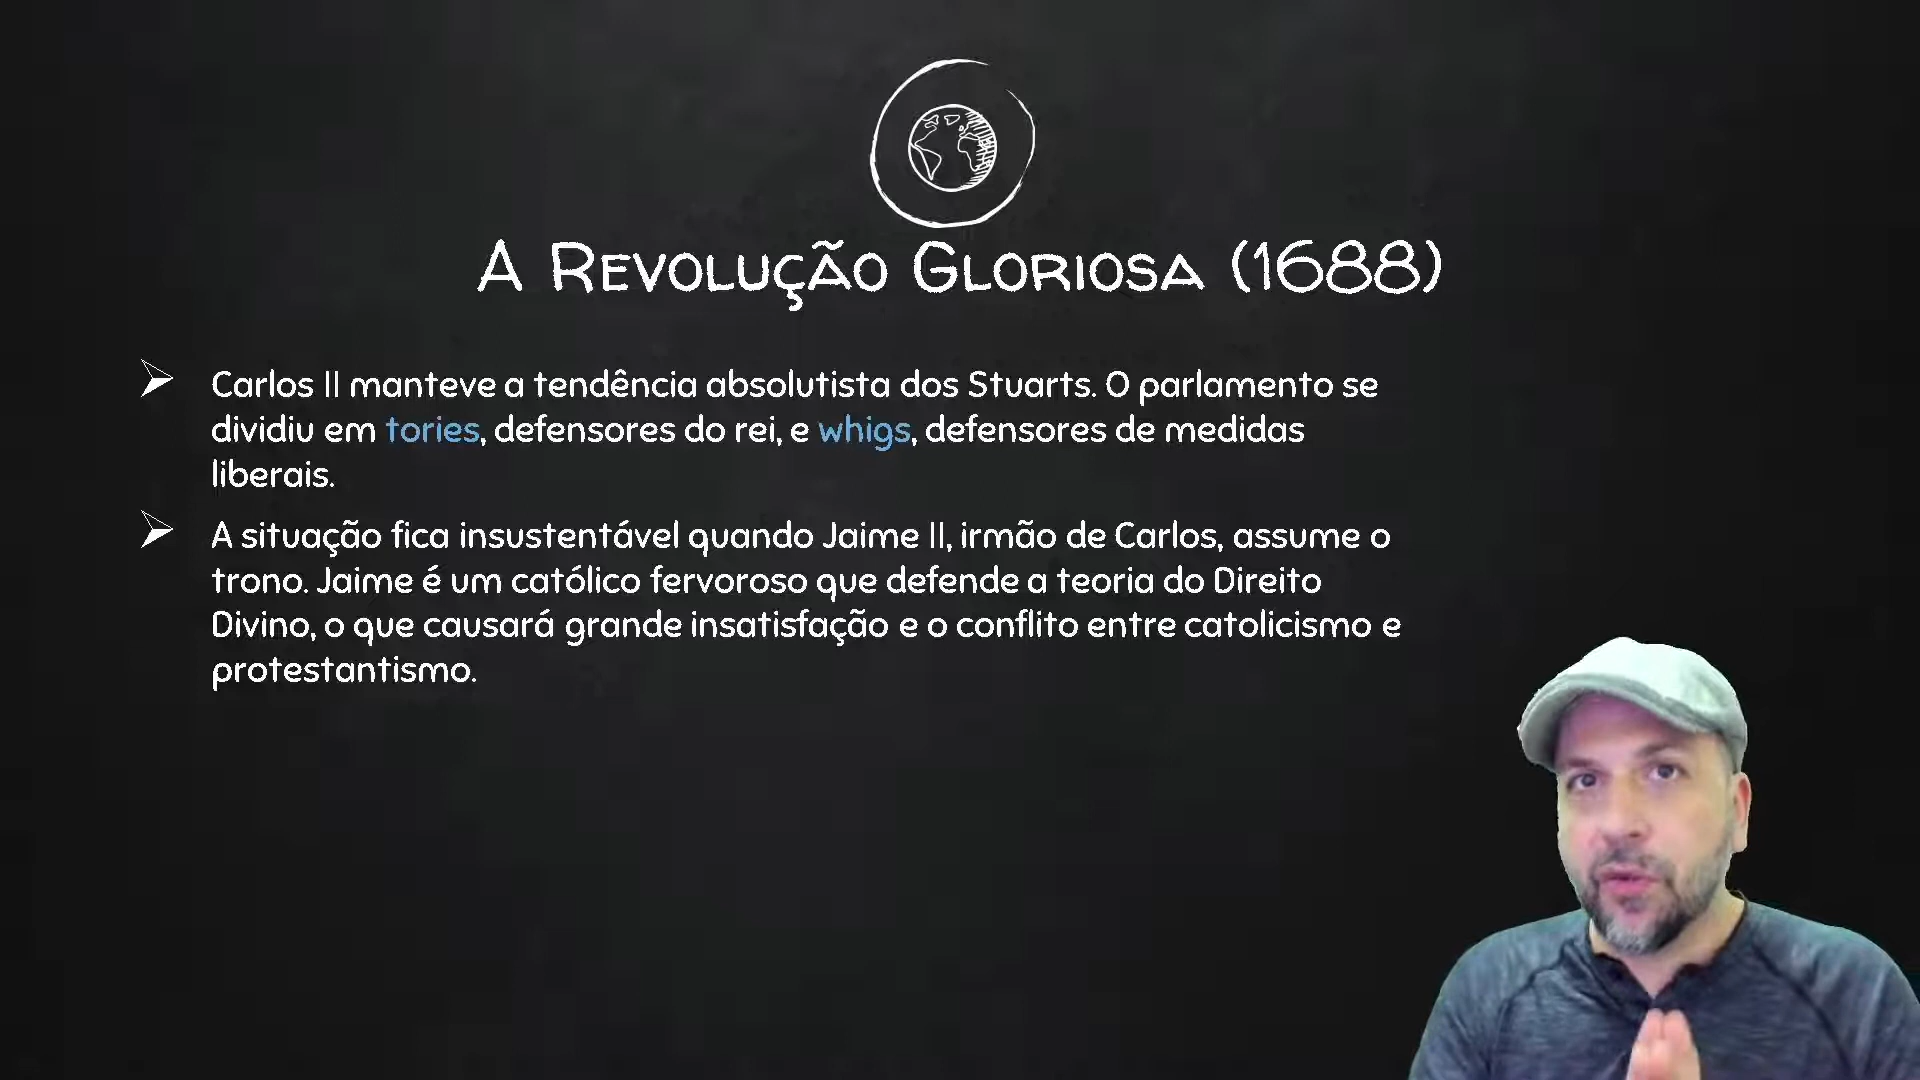 A Revolução Gloriosa (1688)
Carlos II manteve a tendência absolutista dos Stuarts. O parlamento se
dividiu em tories, defensores do rei, e whigs, defensores de medidas
liberais.
A situação fica insustentável quando Jaime II, irmão de Carlos, assume o
trono. Jaime é um católico fervoroso que defende a teoria do Direito
Divino, o que causará grande insatisfação e o conflito entre catolicismo e
protestantismo.